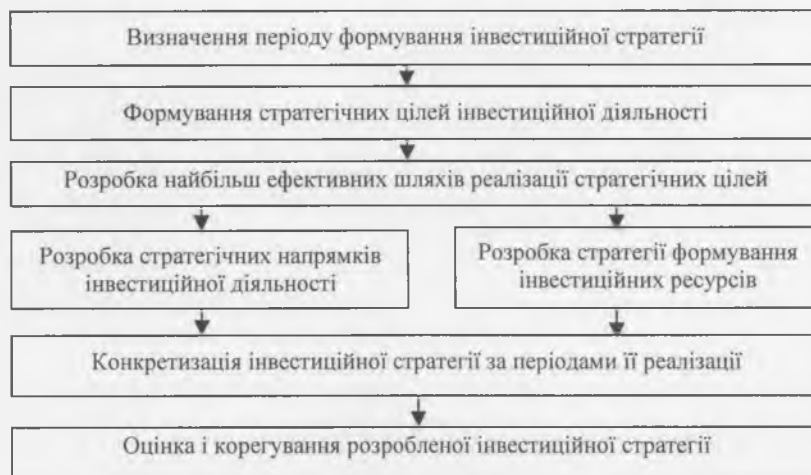 Визначення періоду формування інвестиційної стратегії
Формування стратегічних цілей інвестиційної діяльності
Розробка найбільш ефективних шляхів реалізації стратегічних цілей
Розробка стратегічних напрямків
інвестиційної діяльності
Розробка стратегії формування
інвестиційних ресурсів
Конкретизація інвестиційної стратегії за періодами її реалізації
Оцінка і корегування розробленої інвестиційної стратегії